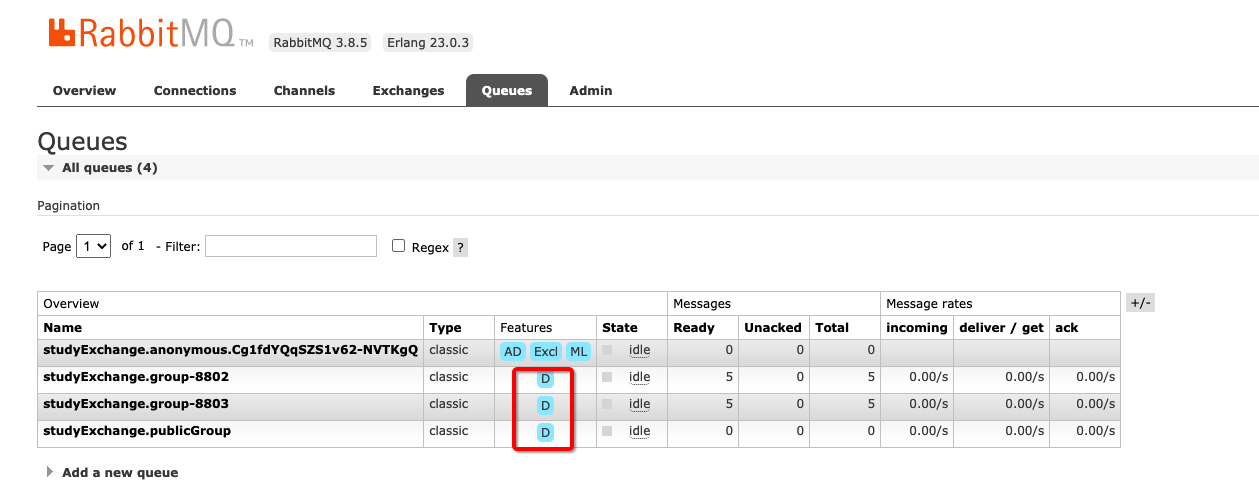 RabbitMQ TM RabbitMQ 3.8.5 Erlang 23.0.3
Overview Connections Channels Exchanges Queues Admin
Queues
All queues (4)
Pagination
Page 1 of 1 - Filter: Regex ?
Overview Messages Message rates +/-
Name Type Features State Ready Unacked Total incoming deliver / get ack
studyExchange.anonymous.Cg1fdYQqSZS1v62-NVTKgQ classic AD Excl ML idle 0 0 0
studyExchange.group-8802 classic D idle 5 0 5 0.00/s 0.00/s 0.00/s
studyExchange.group-8803 classic D idle 5 0 5 0.00/s 0.00/s 0.00/s
studyExchange.publicGroup classic D idle 0 0 0 0.00/s 0.00/s 0.00/s
Add a new queue